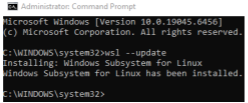 Administrator: Command Prompt
Microsoft Windows [Version 10.0.19045.6456]
(c) Microsoft Corporation. All rights reserved.
C:\WINDOWS\system32>wsl --update
Installing: Windows Subsystem for Linux
Windows Subsystem for Linux has been installed.
C:\WINDOWS\system32>